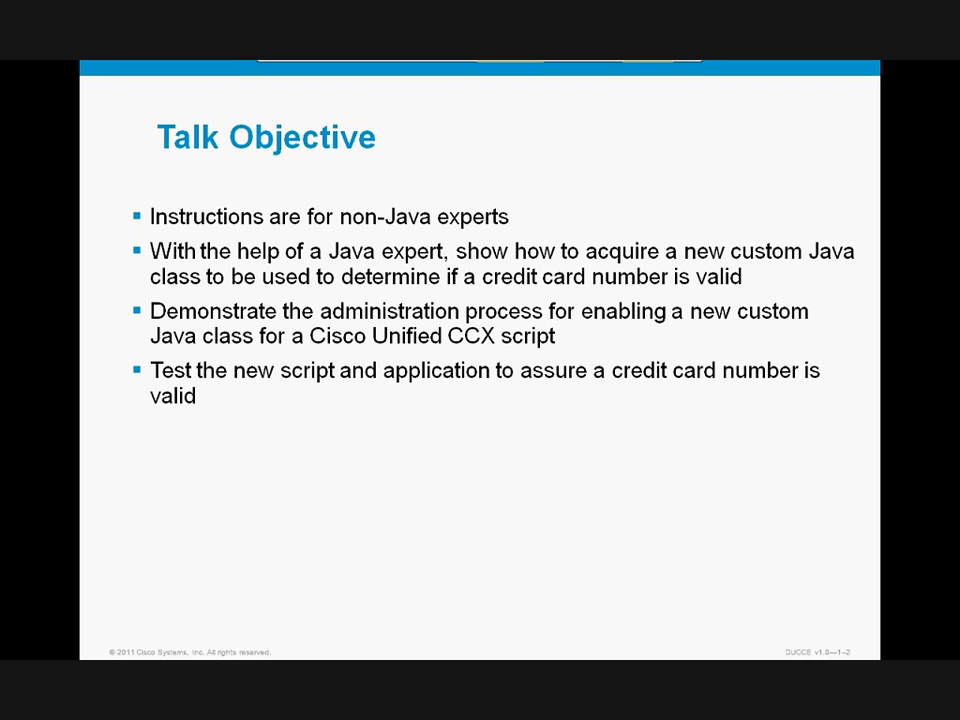 Talk Objective
Instructions are for non-Java experts
With the help of a Java expert, show how to acquire a new custom Java
class to be used to determine if a credit card number is valid
Demonstrate the administration process for enabling a new custom
Java class for a Cisco Unified CCX script
Test the new script and application to assure a credit card number is
valid
© 2011 Cisco Systems, Inc. All rights reserved.
DUCCE v1.0—1–2